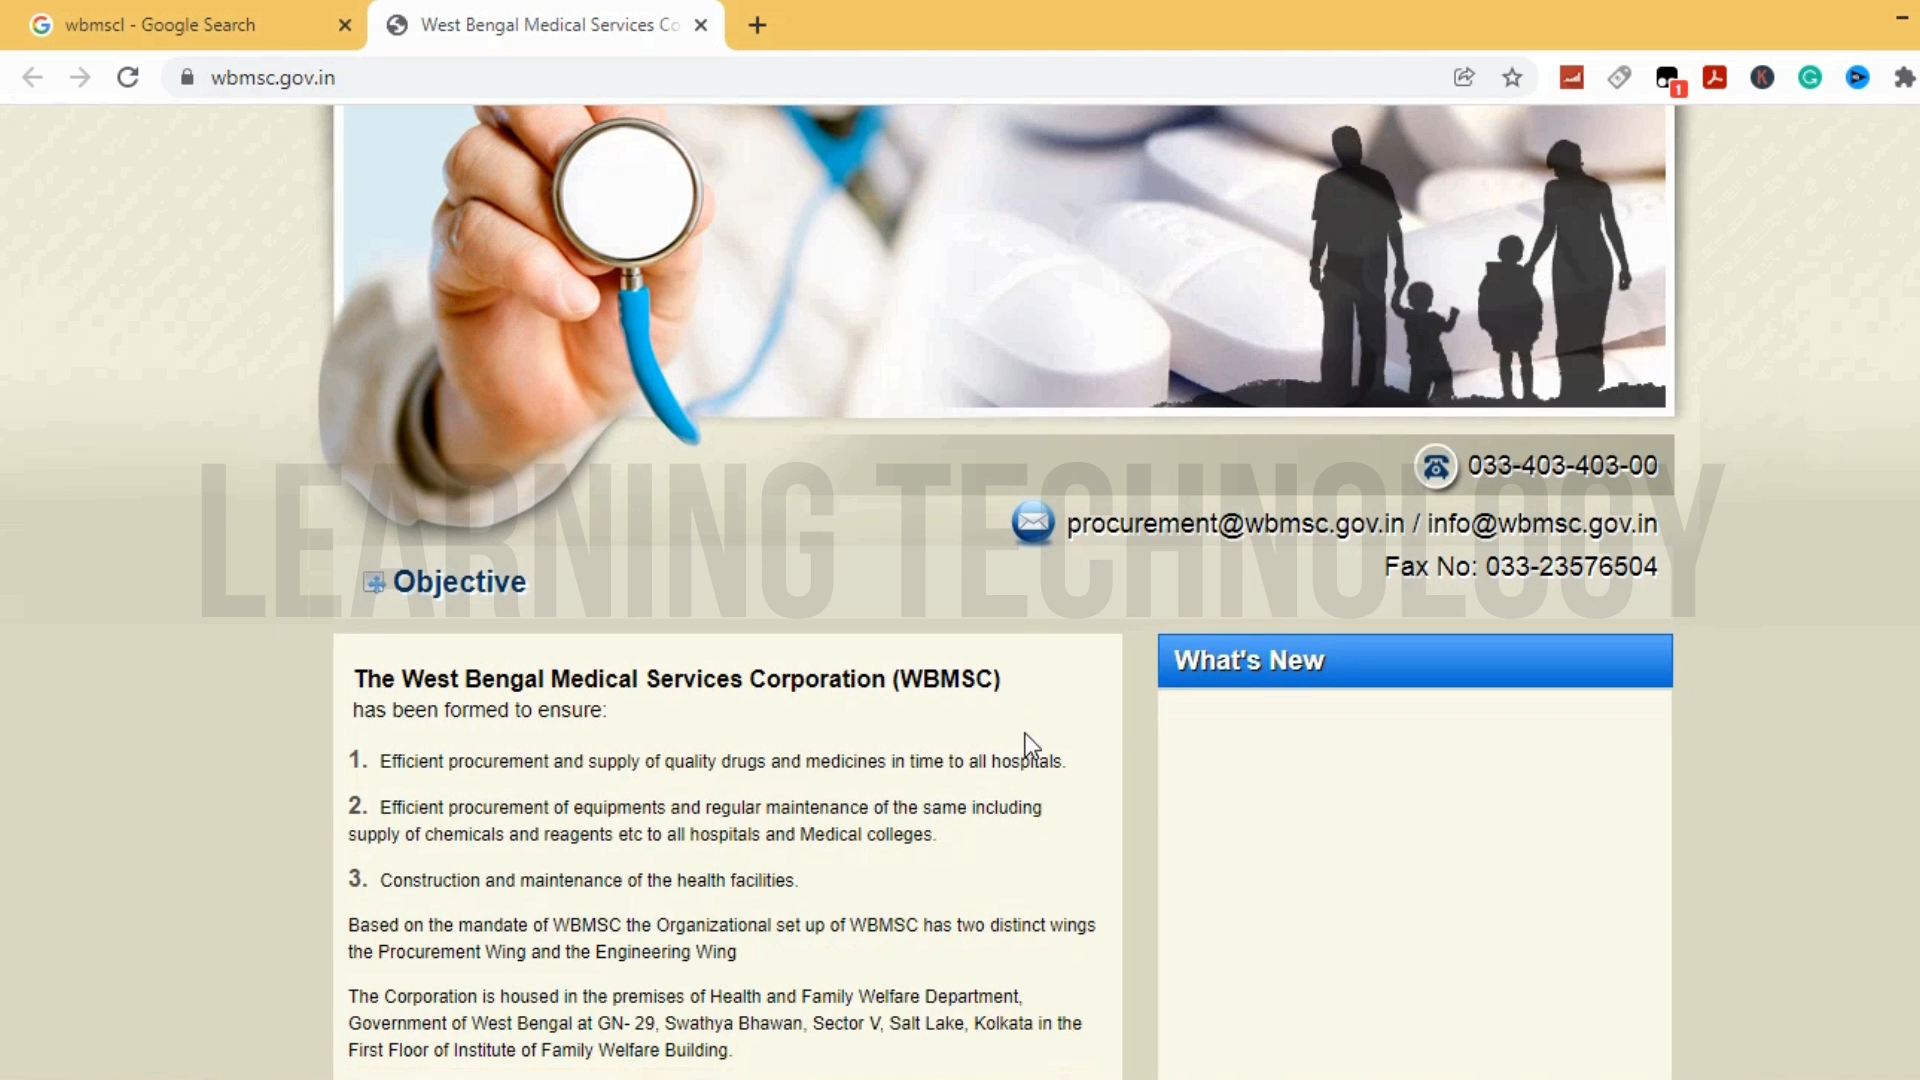 wbmscl - Google Search
West Bengal Medical Services Co
wbmsc.gov.in
1
033-403-403-00
procurement@wbmsc.gov.in / info@wbmsc.gov.in
Fax No: 033-23576504
LEARNING TECHNOLOGY
Objective
The West Bengal Medical Services Corporation (WBMSC)
has been formed to ensure:
1. Efficient procurement and supply of quality drugs and medicines in time to all hospitals.
2. Efficient procurement of equipments and regular maintenance of the same including
supply of chemicals and reagents etc to all hospitals and Medical colleges.
3. Construction and maintenance of the health facilities.
Based on the mandate of WBMSC the Organizational set up of WBMSC has two distinct wings
the Procurement Wing and the Engineering Wing
The Corporation is housed in the premises of Health and Family Welfare Department,
Government of West Bengal at GN- 29, Swathya Bhawan, Sector V, Salt Lake, Kolkata in the
First Floor of Institute of Family Welfare Building.
What's New